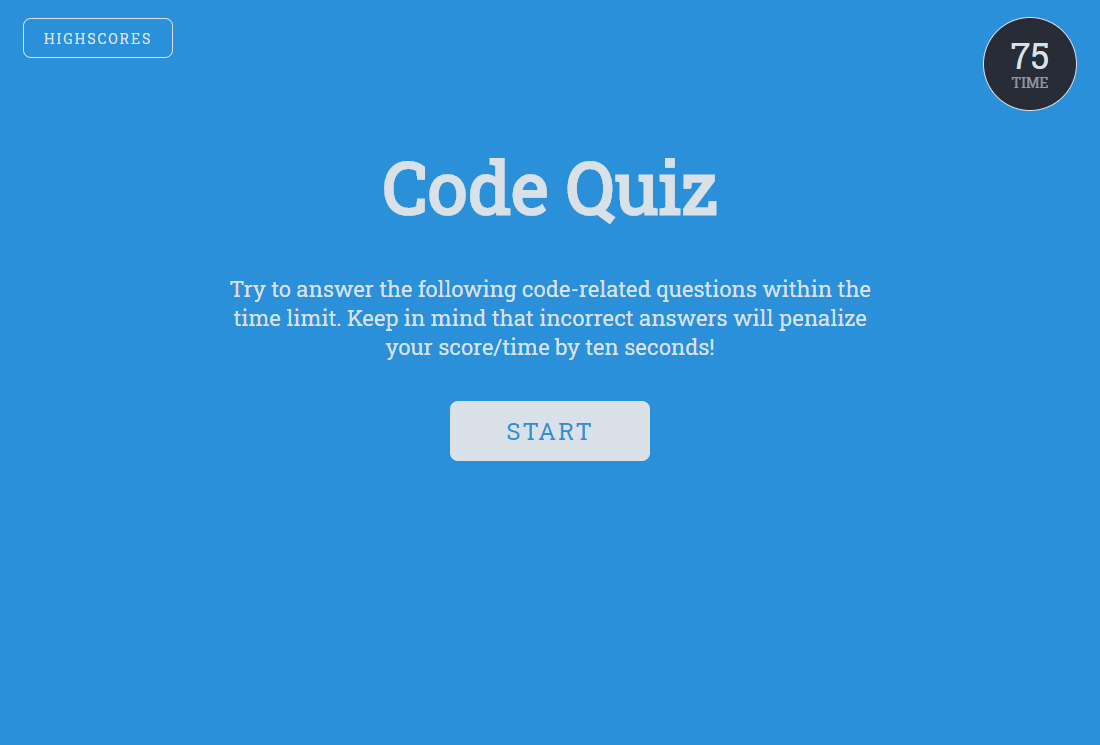 HIGHSCORES
75
TIME
Code Quiz
Try to answer the following code-related questions within the
time limit. Keep in mind that incorrect answers will penalize
your score/time by ten seconds!
START